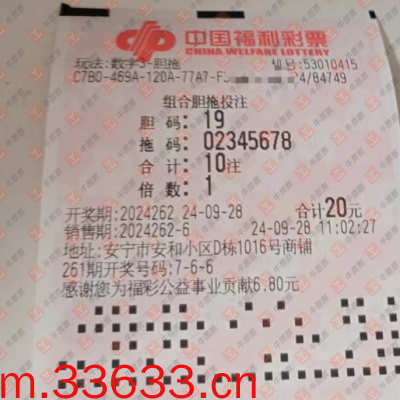 中国福利彩票
CHINA WELFARE LOTTERY
玩法:数字3-胆拖
53010415
C7B0-469A-120A-77A7-F
4/84749
组合胆拖投注
胆 码: 19
拖 码: 02345678
合 计: 10注
倍 数: 1
开奖期: 2024262 24-09-28 合计20元
销售期: 2024262-6 24-09-28 11:02:27
地址: 安宁市安和小区D栋1016号商铺
261期开奖号码:7-6-6
感谢您为福彩公益事业贡献6.80元
m.33633.cn